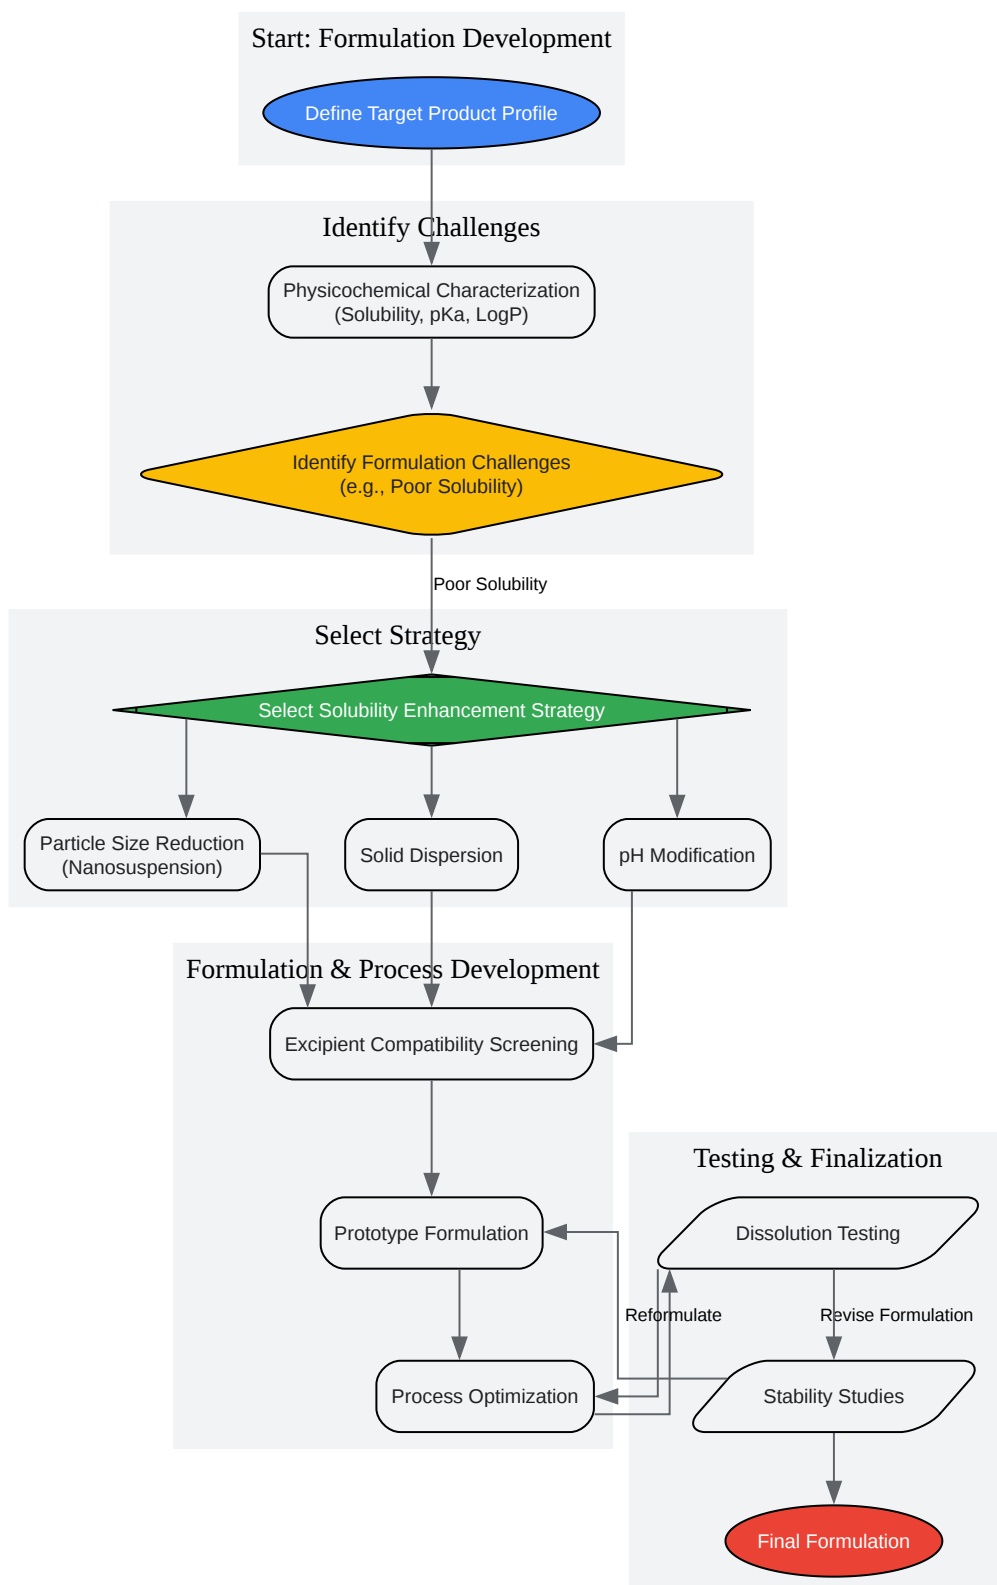 Start: Formulation Development
Define Target Product Profile
Identify Challenges
Physicochemical Characterization
(Solubility, pKa, LogP)
Identify Formulation Challenges
(e.g., Poor Solubility)
Poor Solubility
Select Strategy
Select Solubility Enhancement Strategy
Particle Size Reduction
(Nanosuspension)
Solid Dispersion
pH Modification
Formulation & Process Development
Excipient Compatibility Screening
Testing & Finalization
Prototype Formulation
Dissolution Testing
Reformulate
Revise Formulation
Process Optimization
Stability Studies
Final Formulation